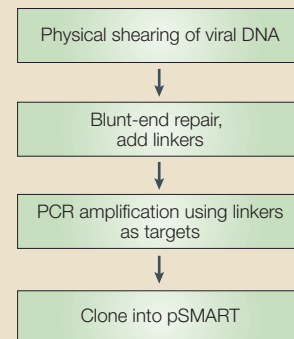 Physical shearing of viral DNA
Blunt-end repair,
add linkers
PCR amplification using linkers
as targets
Clone into pSMART